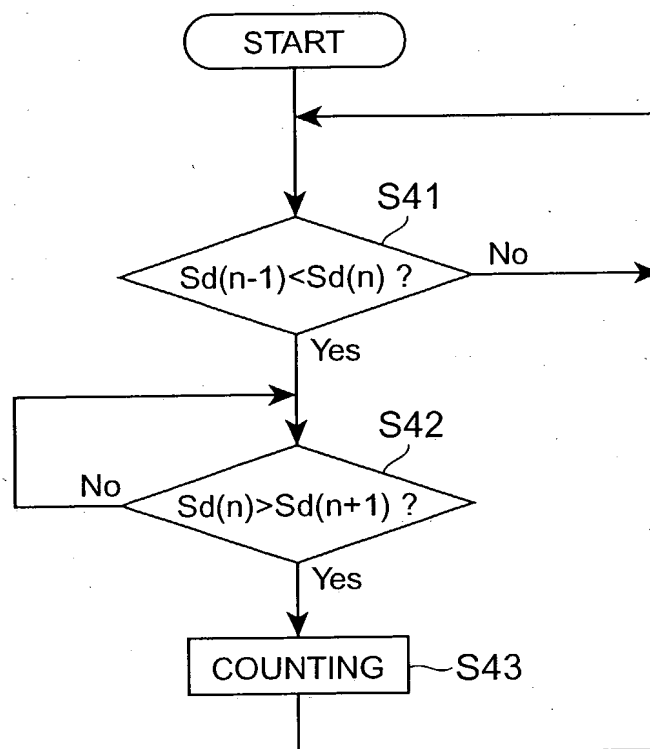 START
S41
Sd(n-1)<Sd(n) ?
No
Yes
S42
No
Sd(n)>Sd(n+1) ?
Yes
COUNTING
S43